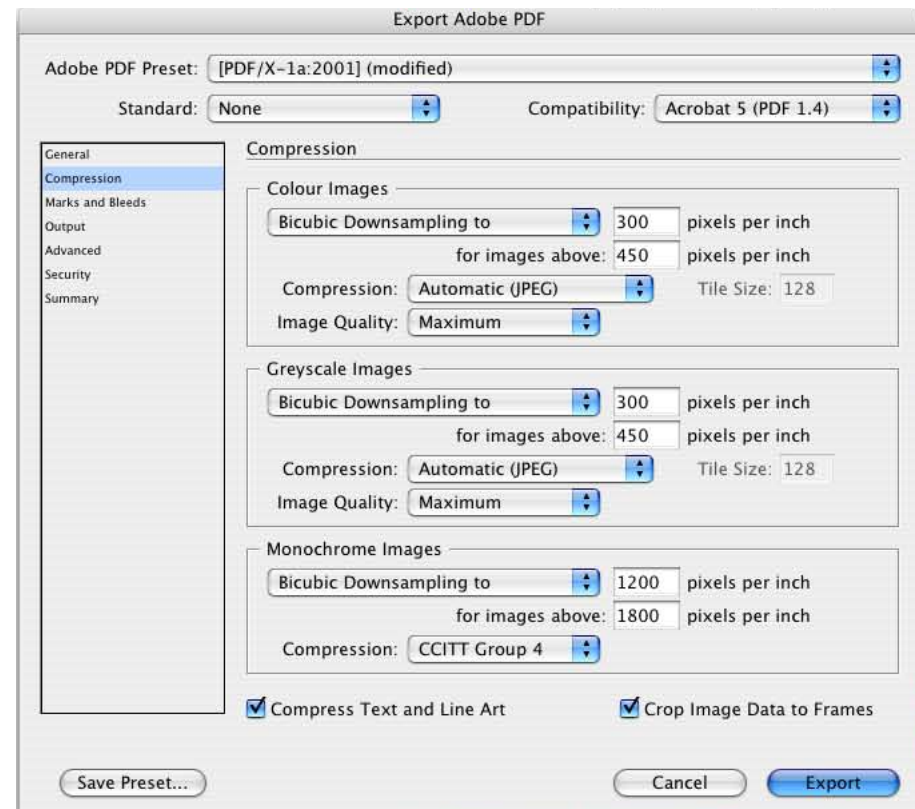 Export Adobe PDF
Adobe PDF Preset: [PDF/X-1a:2001] (modified)
Standard: None Compatibility: Acrobat 5 (PDF 1.4)
General
Compression
Marks and Bleeds
Output
Advanced
Security
Summary
Compression
Colour Images
Bicubic Downsampling to 300 pixels per inch
for images above: 450 pixels per inch
Compression: Automatic (JPEG) Tile Size: 128
Image Quality: Maximum
Greyscale Images
Bicubic Downsampling to 300 pixels per inch
for images above: 450 pixels per inch
Compression: Automatic (JPEG) Tile Size: 128
Image Quality: Maximum
Monochrome Images
Bicubic Downsampling to 1200 pixels per inch
for images above: 1800 pixels per inch
Compression: CCITT Group 4
Compress Text and Line Art Crop Image Data to Frames
Save Preset... Cancel Export